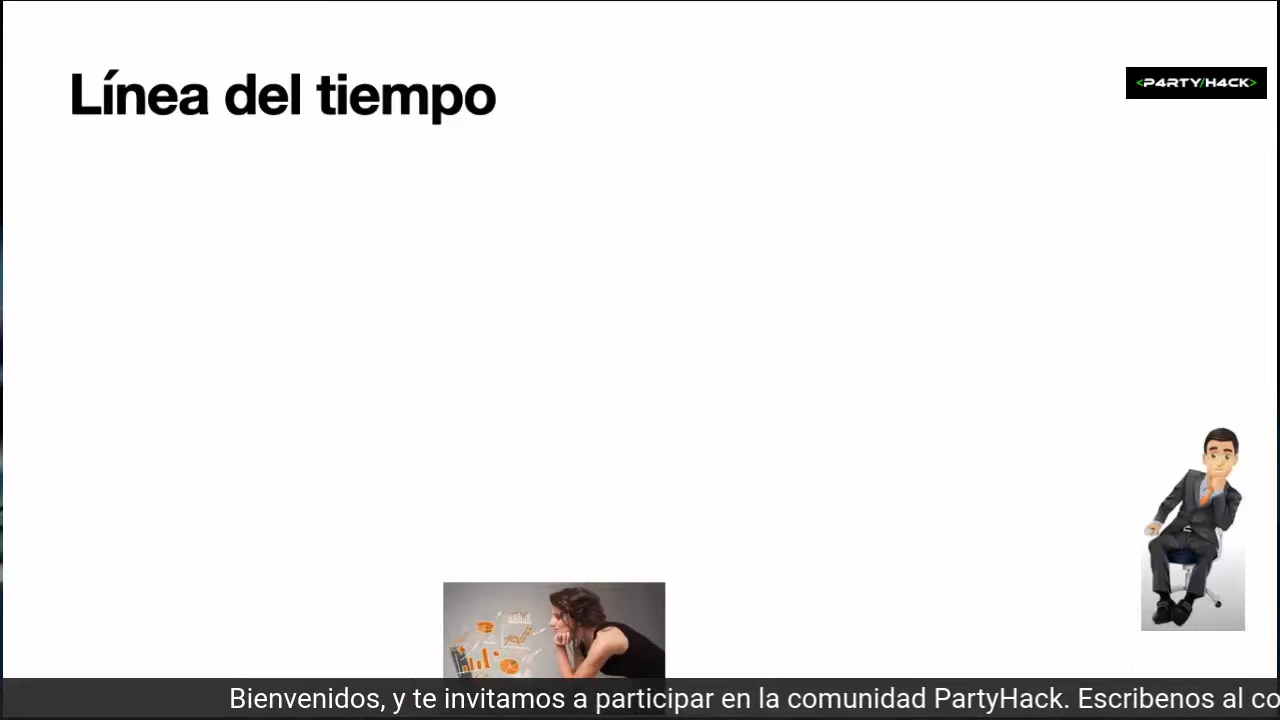 Línea del tiempo
<P4RTY/H4CK>
Bienvenidos, y te invitamos a participar en la comunidad PartyHack. Escribenos al co